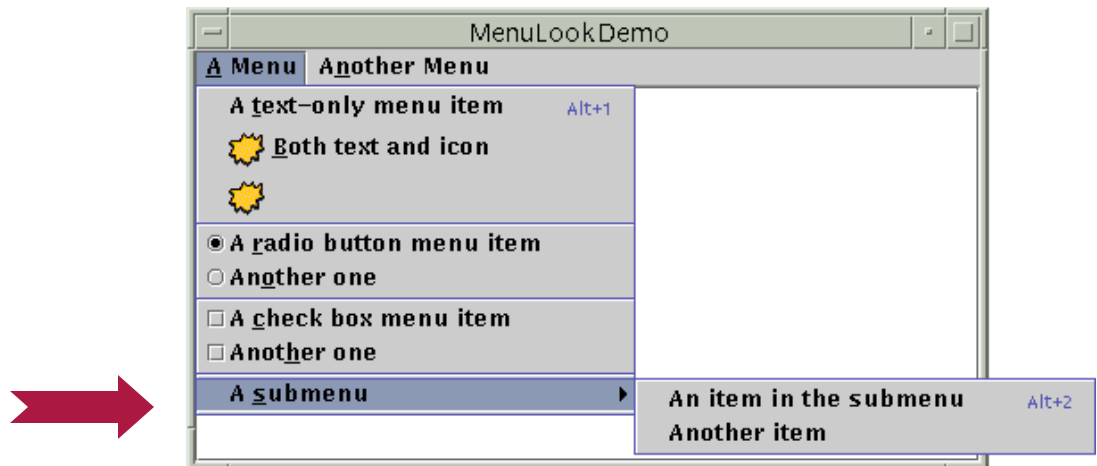 MenuLookDemo
A Menu Another Menu
A text-only menu item Alt+1
Both text and icon
A radio button menu item
Another one
A check box menu item
Another one
A submenu
An item in the submenu Alt+2
Another item